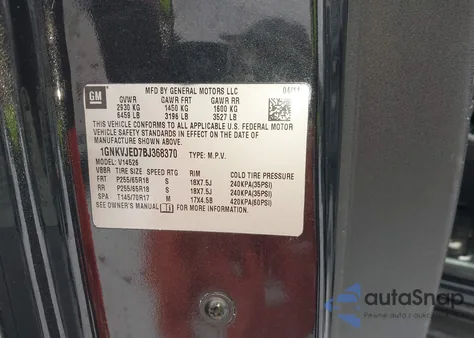 GM
MFD BY GENERAL MOTORS LLC
04/11
GVWR GAWR FRT GAWR RR
2930 KG 1450 KG 1600 KG
6459 LB 3196 LB 3527 LB
THIS VEHICLE CONFORMS TO ALL APPLICABLE U.S. FEDERAL MOTOR
VEHICLE SAFETY STANDARDS IN EFFECT ON THE DATE OF
MANUFACTURE SHOWN ABOVE.
1GNKVJED7BJ368370 TYPE: M.P.V.
MODEL: V14526
VBBR TIRE SIZE SPEED RTG RIM COLD TIRE PRESSURE
FRT P255/65R18 S 18X7.5J 240KPA(35PSI)
RR P255/65R18 S 18X7.5J 240KPA(35PSI)
SPA T145/70R17 M 17X4.5B 420KPA(60PSI)
SEE OWNER'S MANUAL FOR MORE INFORMATION.
autaSnap
Pewne auta z aukcji